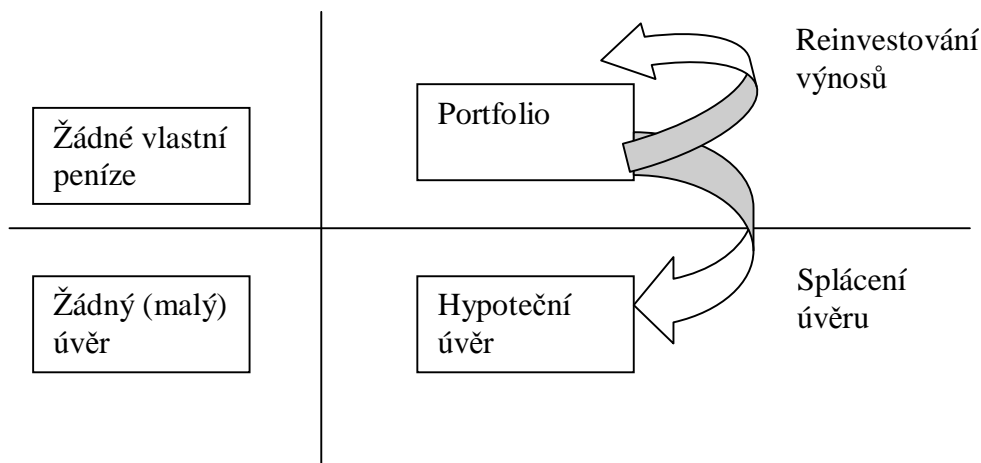 Žádné vlastní
peníze
Portfolio
Reinvestování
výnosů
Žádný (malý)
úvěr
Hypoteční
úvěr
Splácení
úvěru